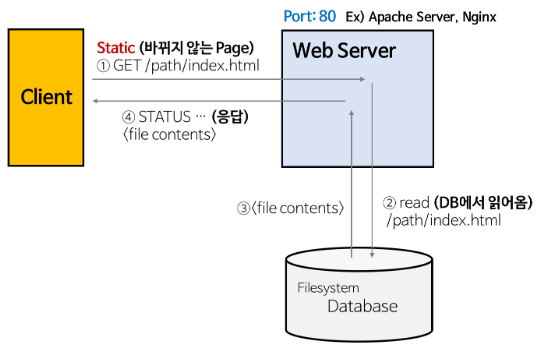 Port: 80 Ex) Apache Server, Nginx
Static (바뀌지 않는 Page)
① GET /path/index.html
Web Server
Client
④ STATUS ··· (응답)
<file contents>
③<file contents>
② read (DB에서 읽어옴)
/path/index.html
Filesystem
Database